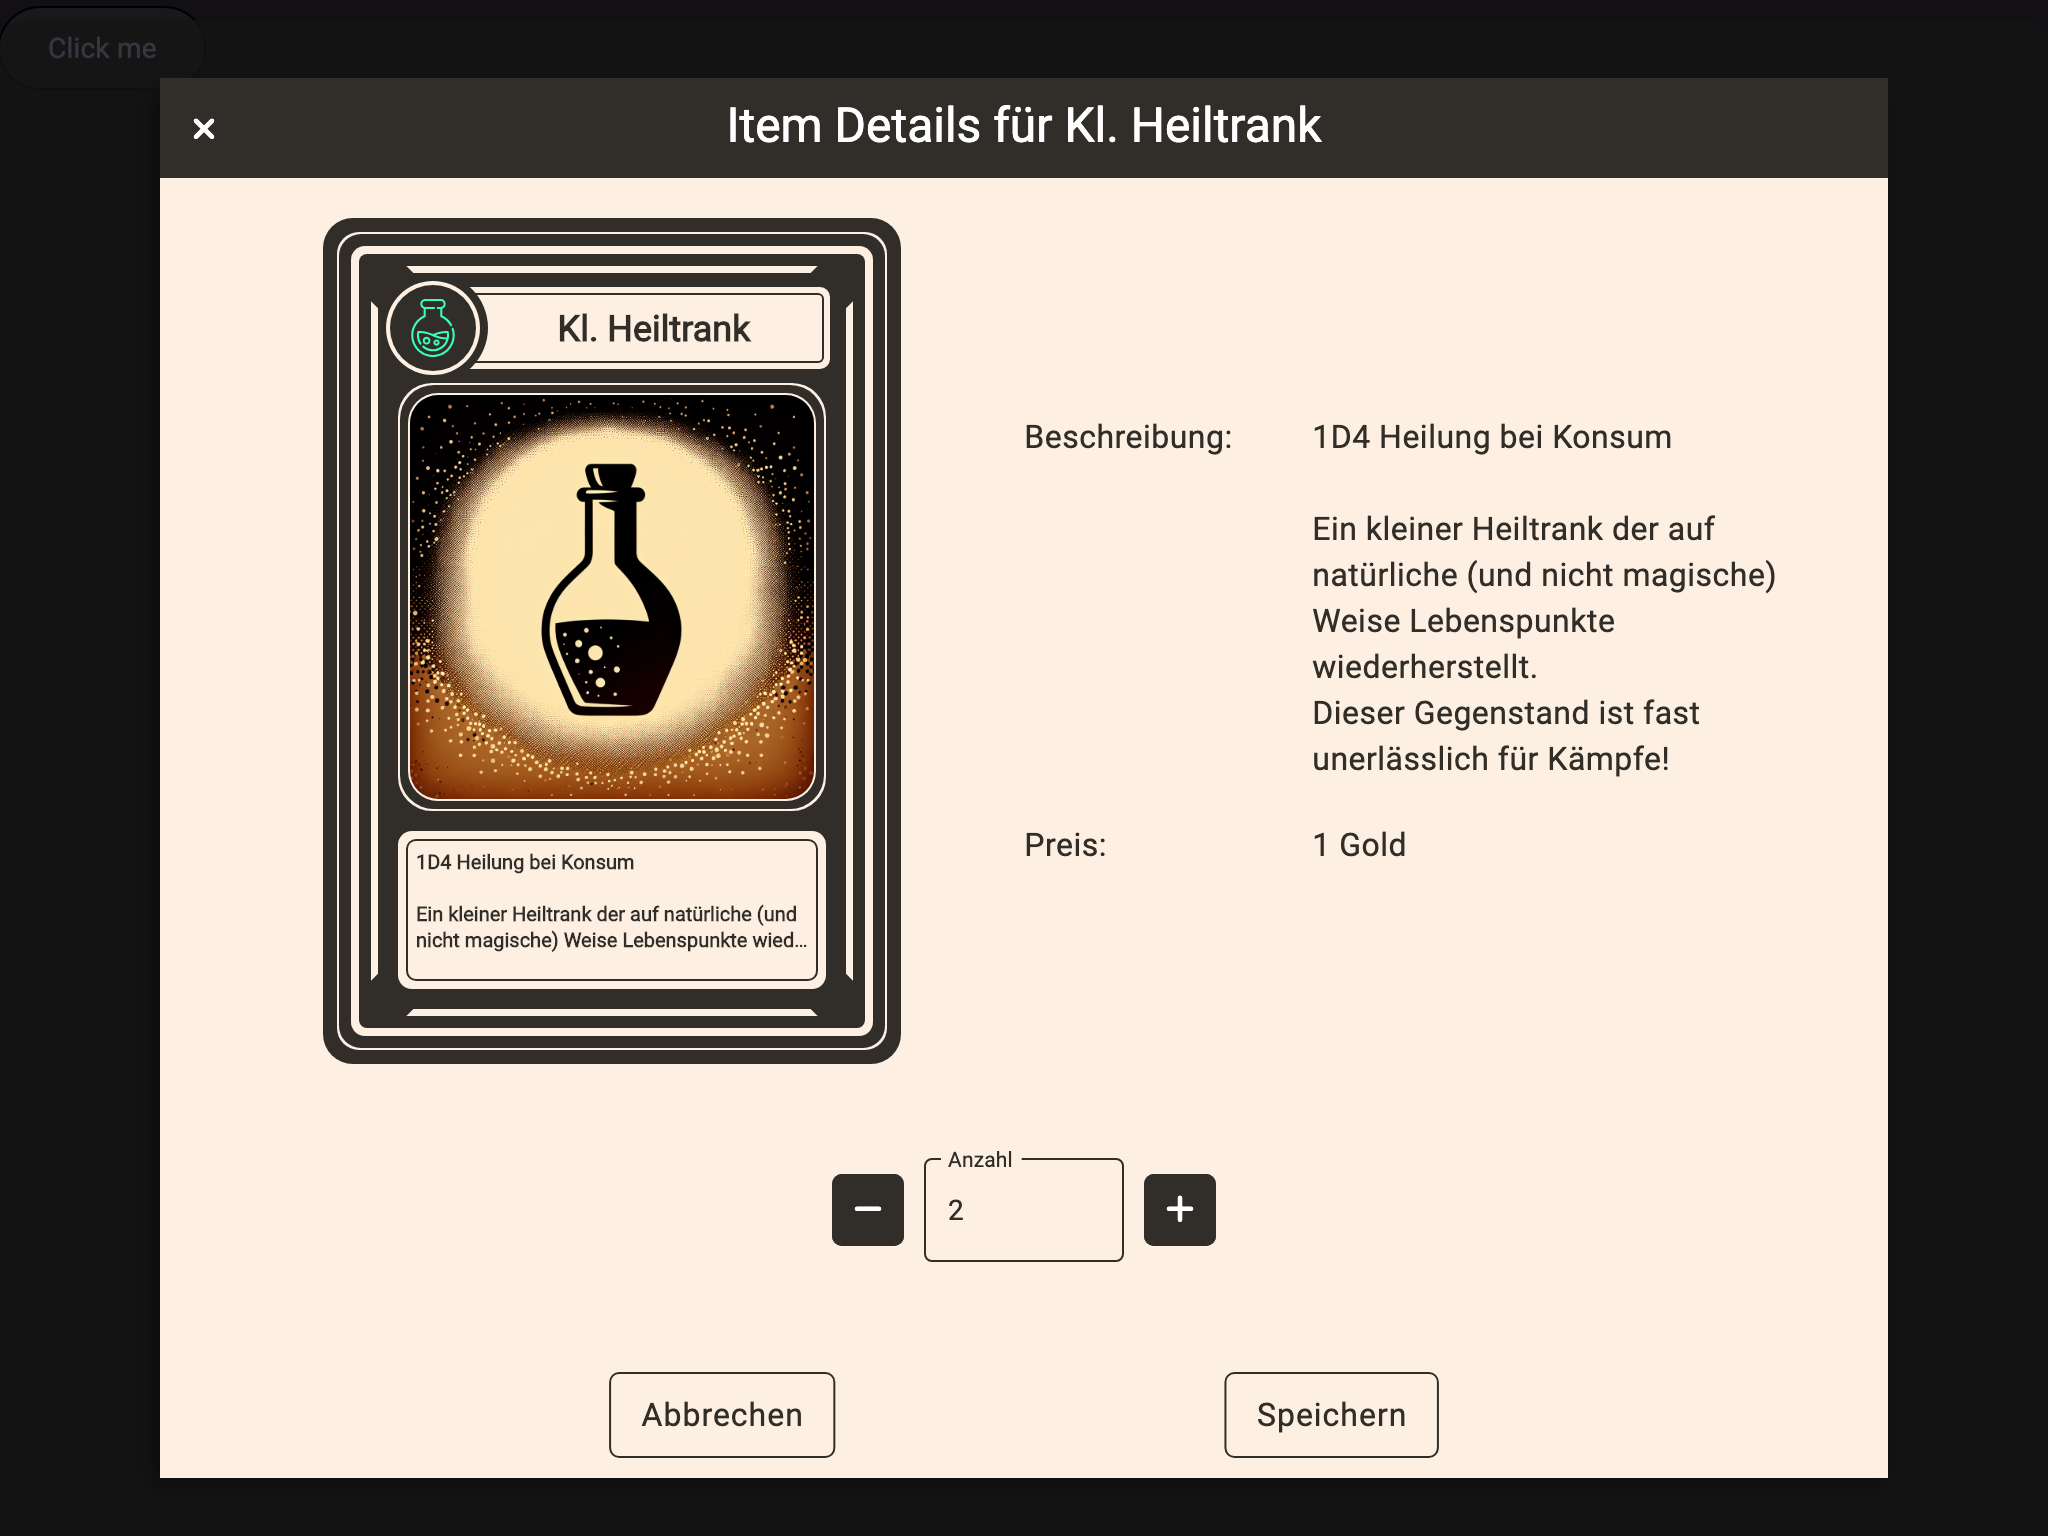 Click me
Item Details für Kl. Heiltrank
Kl. Heiltrank
1D4 Heilung bei Konsum
Ein kleiner Heiltrank der auf natürliche (und
nicht magische) Weise Lebenspunkte wied...
Beschreibung:
1D4 Heilung bei Konsum
Ein kleiner Heiltrank der auf
natürliche (und nicht magische)
Weise Lebenspunkte
wiederherstellt.
Dieser Gegenstand ist fast
unerlässlich für Kämpfe!
Preis:
1 Gold
Anzahl
2
Abbrechen
Speichern